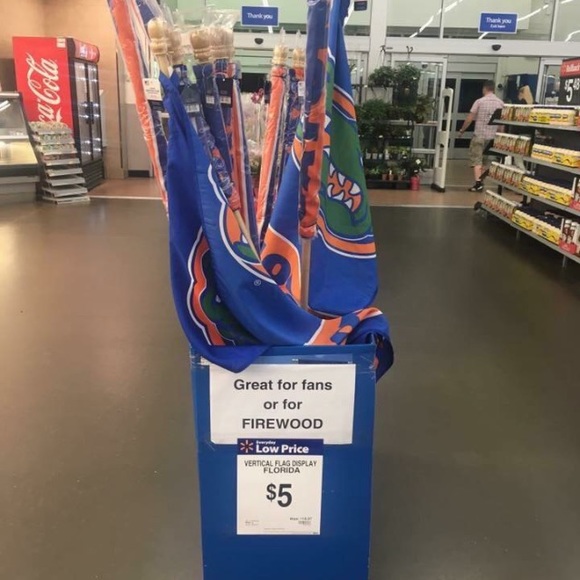 Thank you
Thank you
Coca-Cola
$5
Great for fans
or for
FIREWOOD
Everyday
Low Price
VERTICAL FLAG DISPLAY
FLORIDA
$5